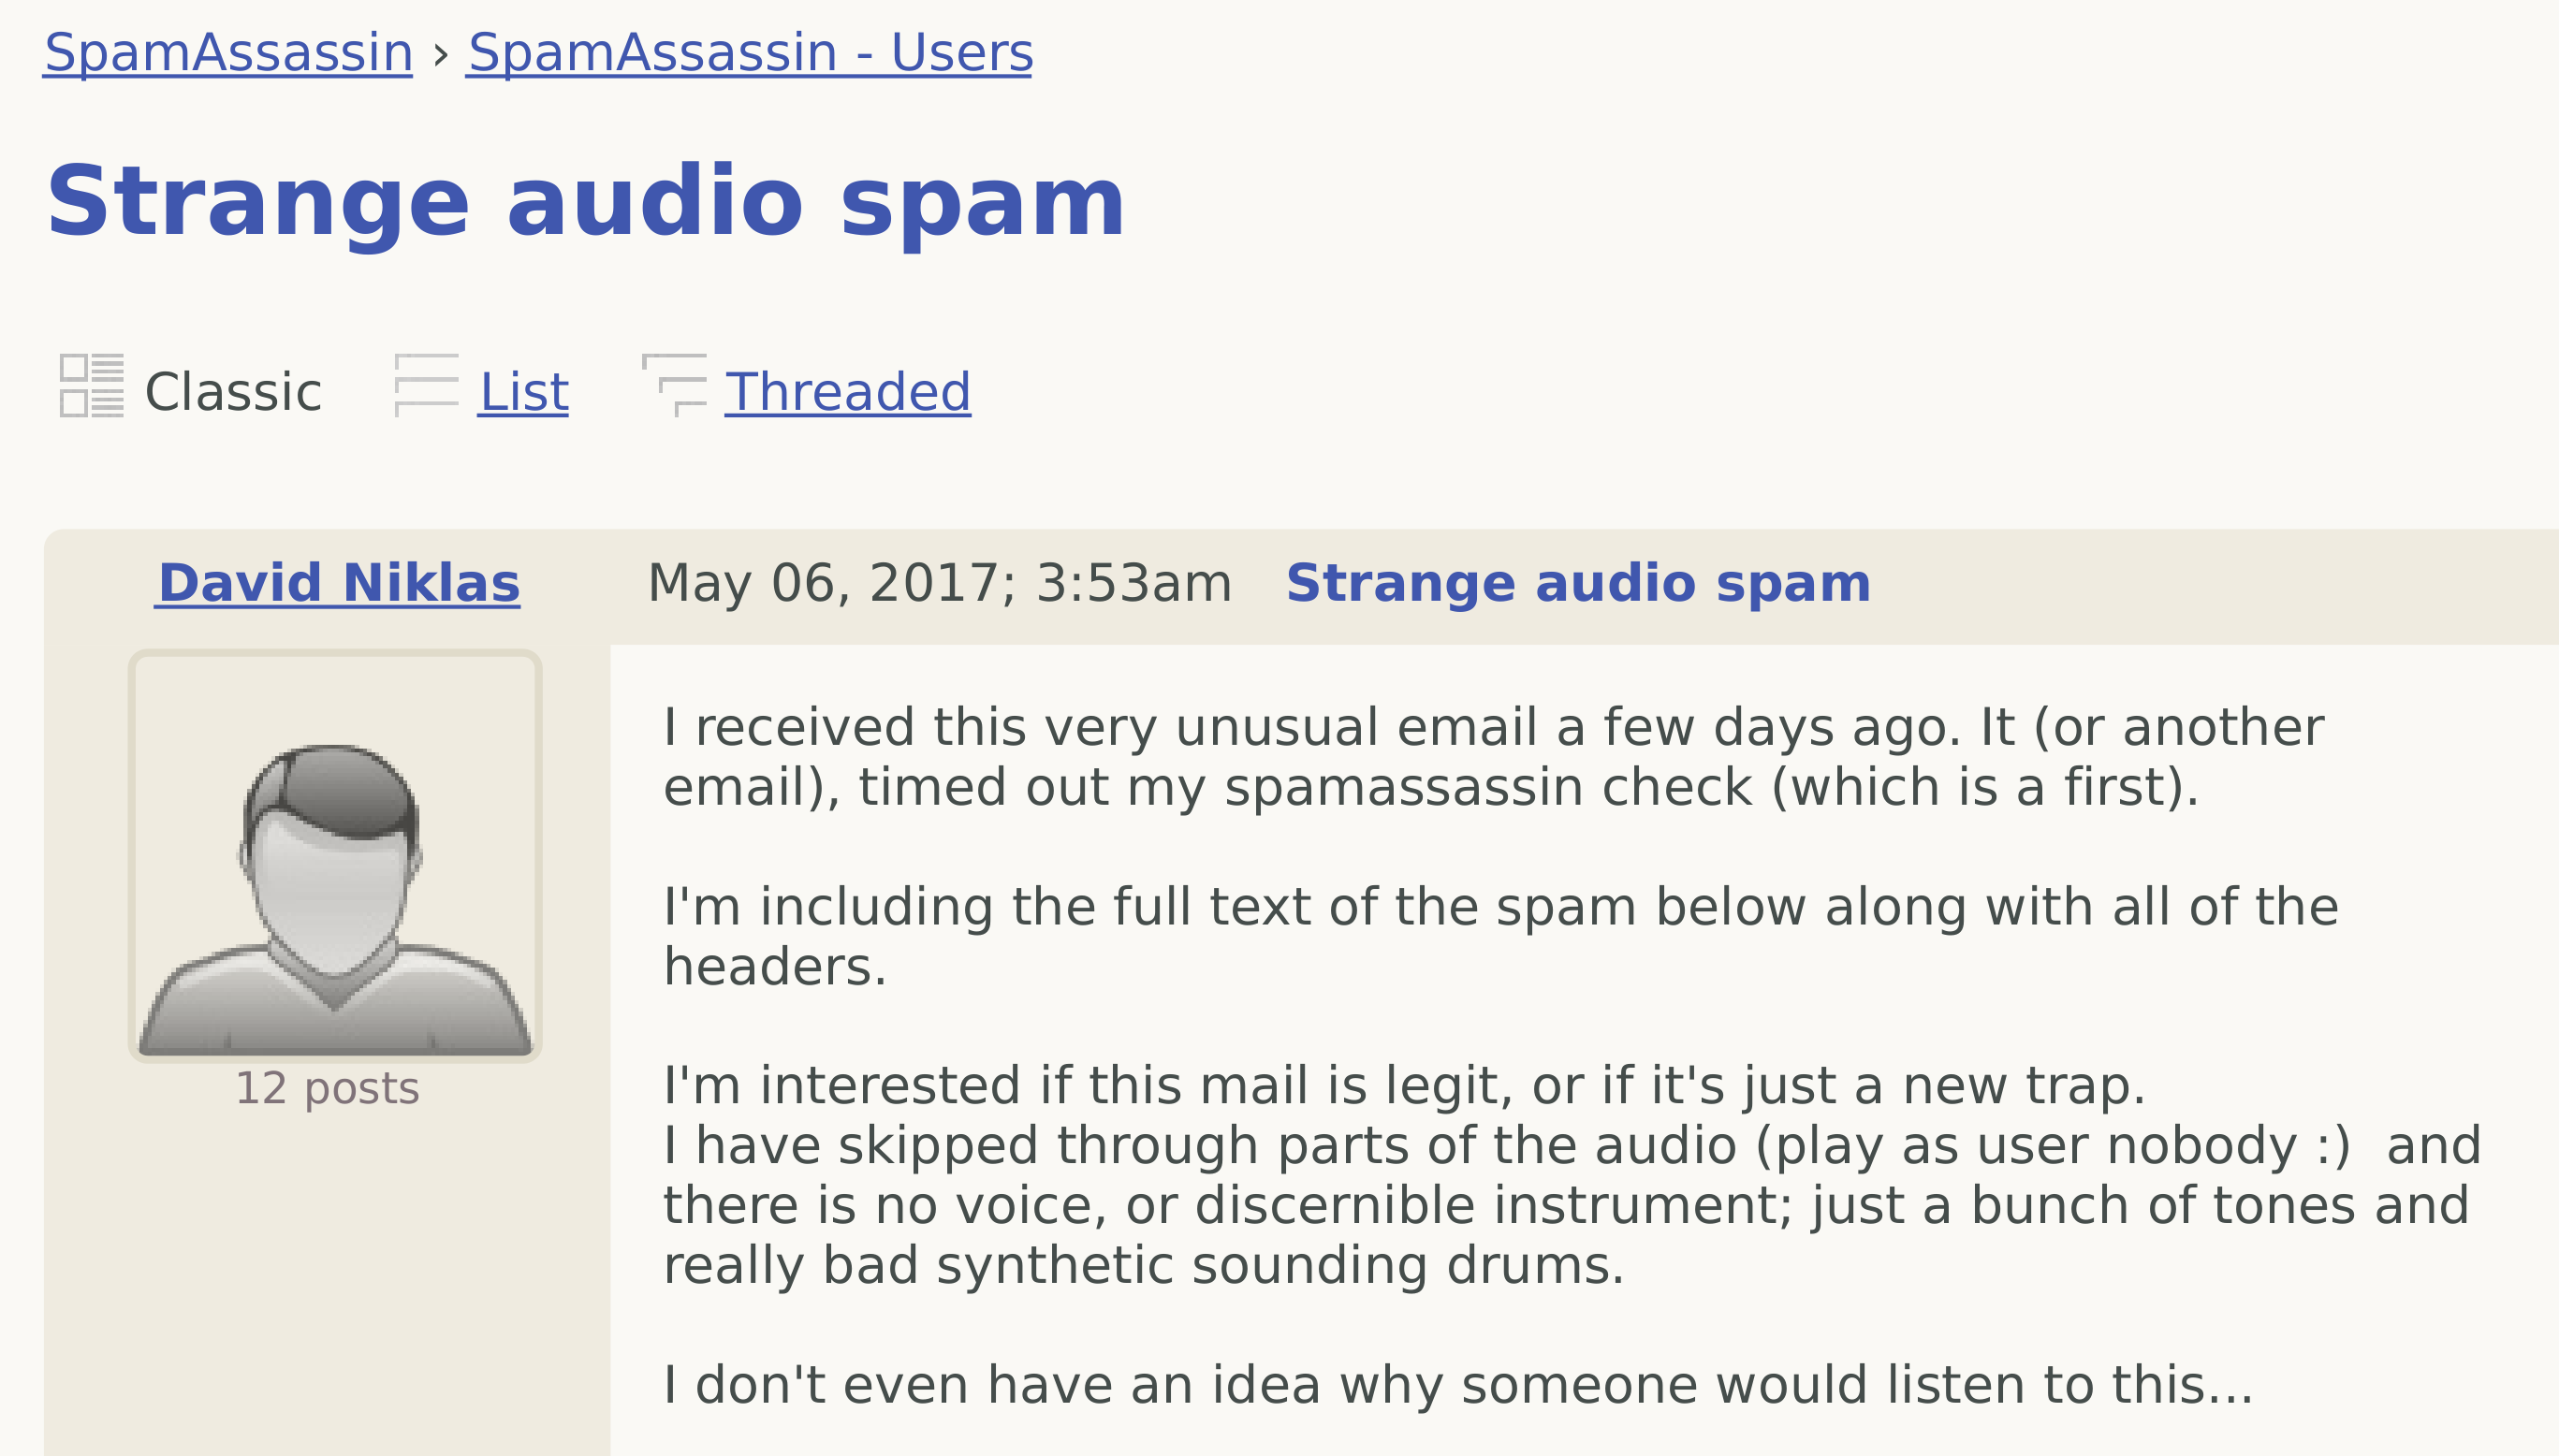 SpamAssassin › SpamAssassin - Users
Strange audio spam
Classic List Threaded
David Niklas May 06, 2017; 3:53am Strange audio spam
12 posts
I received this very unusual email a few days ago. It (or another
email), timed out my spamassassin check (which is a first).
I'm including the full text of the spam below along with all of the
headers.
I'm interested if this mail is legit, or if it's just a new trap.
I have skipped through parts of the audio (play as user nobody :)  and
there is no voice, or discernible instrument; just a bunch of tones and
really bad synthetic sounding drums.
I don't even have an idea why someone would listen to this...